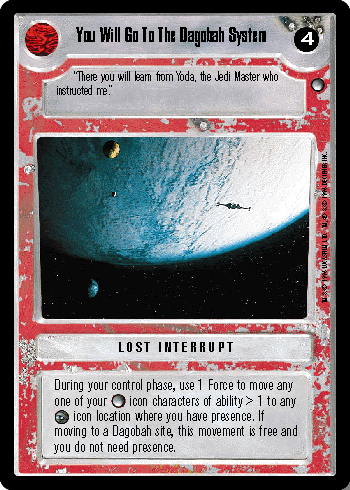 You Will Go To The Dagobah System
4
"There you will learn from Yoda, the Jedi Master who
instructed me."
LOST INTERRUPT
During your control phase, use 1 Force to move any
one of your icon characters of ability > 1 to any
icon location where you have presence. If
moving to a Dagobah site, this movement is free and
you do not need presence.